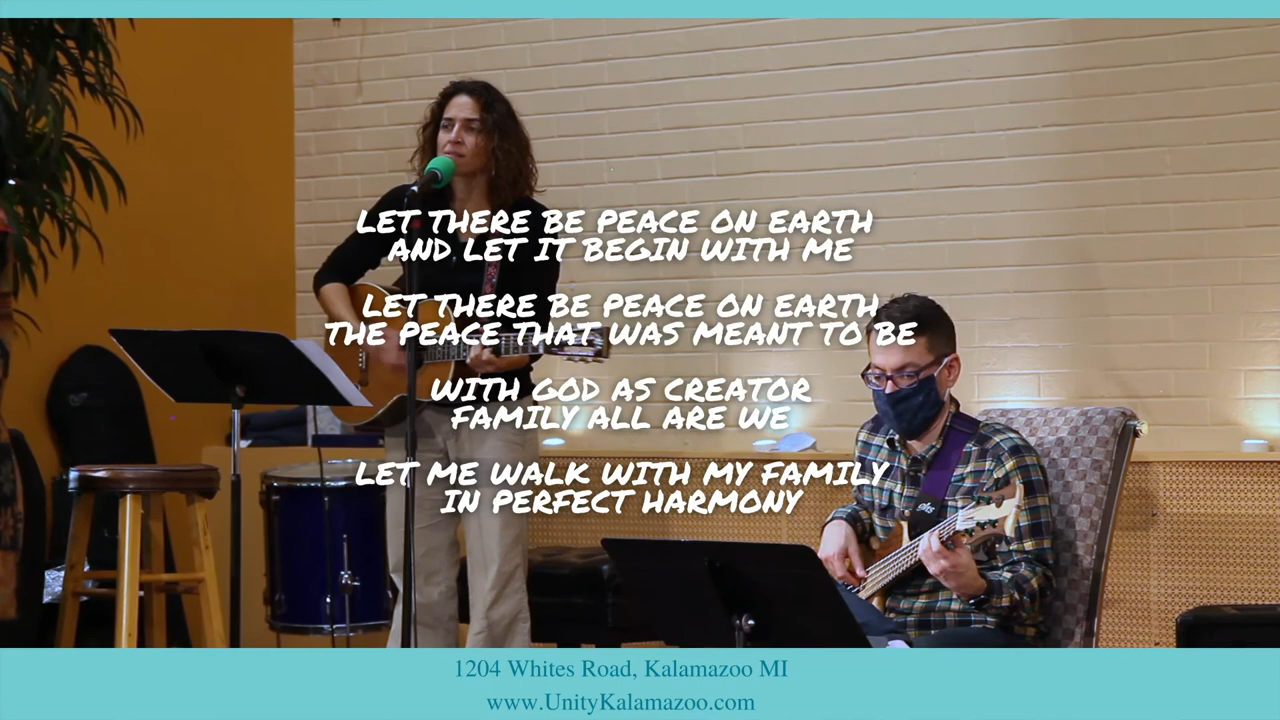 LET THERE BE PEACE ON EARTH
AND LET IT BEGIN WITH ME
LET THERE BE PEACE ON EARTH
THE PEACE THAT WAS MEANT TO BE
WITH GOD AS CREATOR
FAMILY ALL ARE WE
LET ME WALK WITH MY FAMILY
IN PERFECT HARMONY
ghs
1204 Whites Road, Kalamazoo MI
www.UnityKalamazoo.com